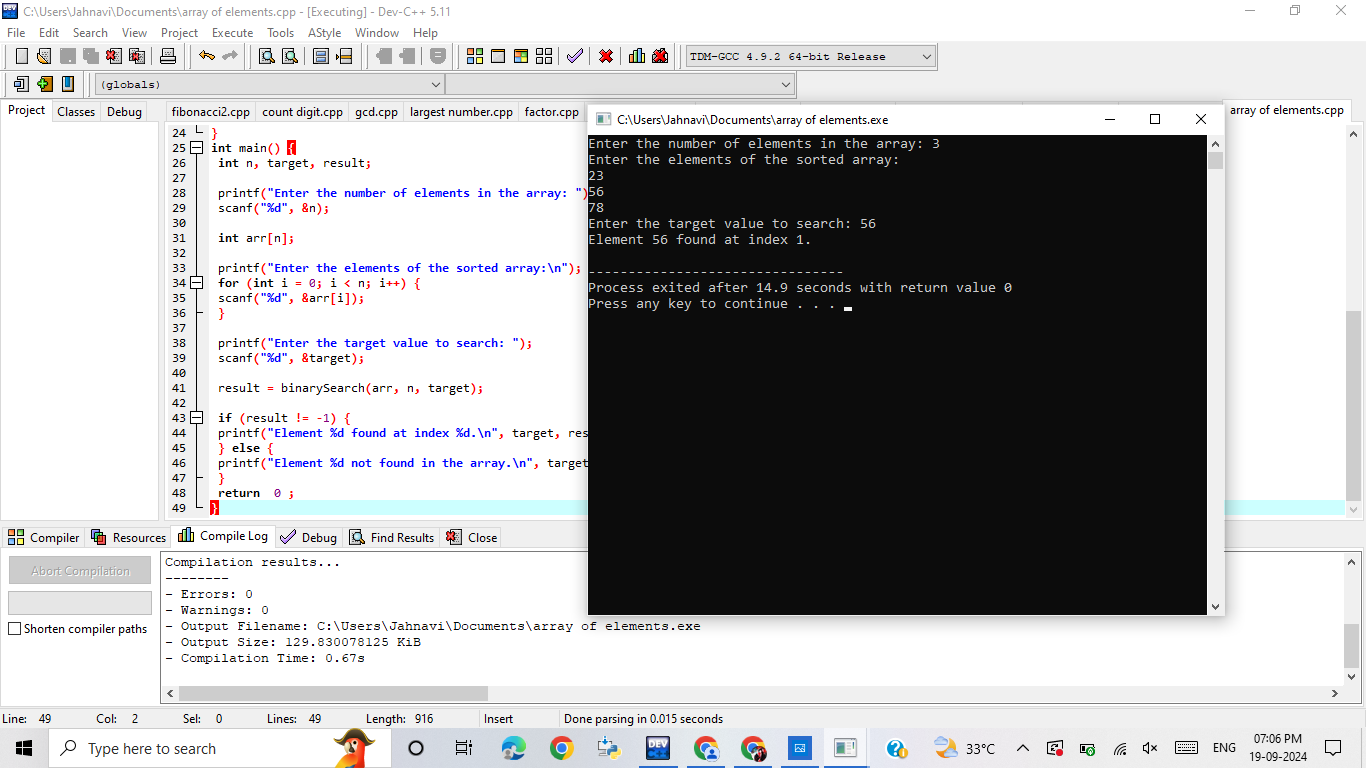 C:\Users\Jahnavi\Documents\array of elements.cpp - [Executing] - Dev-C++ 5.11
File Edit Search View Project Execute Tools AStyle Window Help
TDM-GCC 4.9.2 64-bit Release
(globals)
Project Classes Debug
fibonacci2.cpp count digit.cpp gcd.cpp largest number.cpp factor.cpp array of elements.cpp
24 }
25 int main() {
26 int n, target, result;
27
28 printf("Enter the number of elements in the array: ")
29 scanf("%d", &n);
30
31 int arr[n];
32
33 printf("Enter the elements of the sorted array:\n");
34 for (int i = 0; i < n; i++) {
35 scanf("%d", &arr[i]);
36 }
37
38 printf("Enter the target value to search: ");
39 scanf("%d", &target);
40
41 result = binarySearch(arr, n, target);
42
43 if (result != -1) {
44 printf("Element %d found at index %d.\n", target, res
45 } else {
46 printf("Element %d not found in the array.\n", target
47 }
48 return 0 ;
49 }
C:\Users\Jahnavi\Documents\array of elements.exe
Enter the number of elements in the array: 3
Enter the elements of the sorted array:
23
56
78
Enter the target value to search: 56
Element 56 found at index 1.
--------------------------------
Process exited after 14.9 seconds with return value 0
Press any key to continue . . .
Compiler Resources Compile Log Debug Find Results Close
Abort Compilation
Shorten compiler paths
Compilation results...
--------
- Errors: 0
- Warnings: 0
- Output Filename: C:\Users\Jahnavi\Documents\array of elements.exe
- Output Size: 129.830078125 KiB
- Compilation Time: 0.67s
Line: 49 Col: 2 Sel: 0 Lines: 49 Length: 916 Insert Done parsing in 0.015 seconds
Type here to search
DEV
33°C
ENG
07:06 PM
19-09-2024